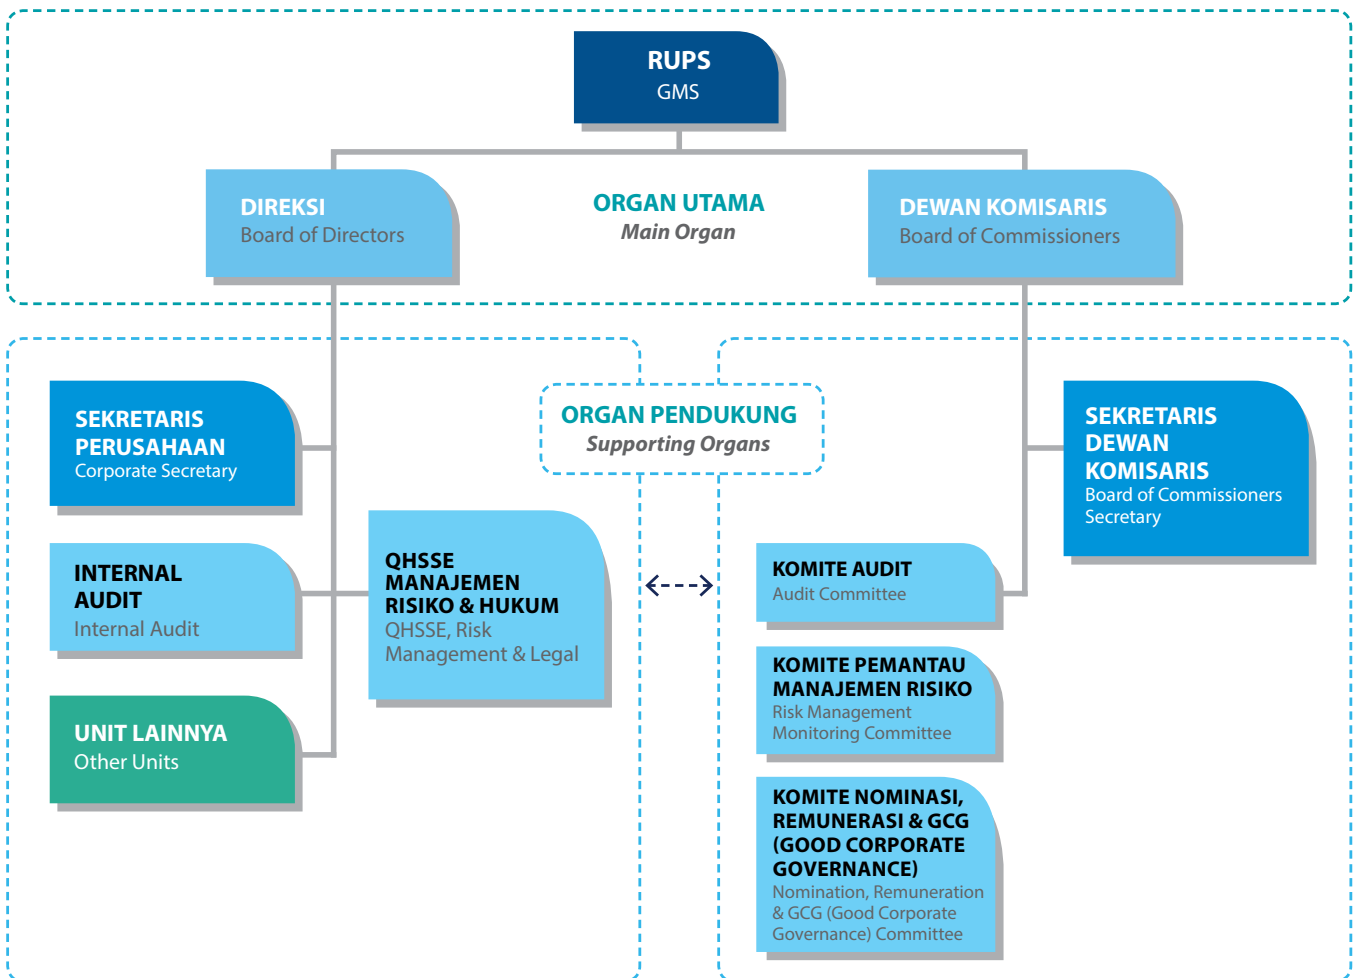 RUPS
GMS
DIREKSI
Board of Directors
ORGAN UTAMA
Main Organ
DEWAN KOMISARIS
Board of Commissioners
SEKRETARIS
PERUSAHAAN
Corporate Secretary
ORGAN PENDUKUNG
Supporting Organs
SEKRETARIS
DEWAN
KOMISARIS
Board of Commissioners
Secretary
INTERNAL
AUDIT
Internal Audit
QHSSE
MANAJEMEN
RISIKO & HUKUM
QHSSE, Risk
Management & Legal
UNIT LAINNYA
Other Units
KOMITE AUDIT
Audit Committee
KOMITE PEMANTAU
MANAJEMEN RISIKO
Risk Management
Monitoring Committee
KOMITE NOMINASI,
REMUNERASI & GCG
(GOOD CORPORATE
GOVERNANCE)
Nomination, Remuneration
& GCG (Good Corporate
Governance) Committee